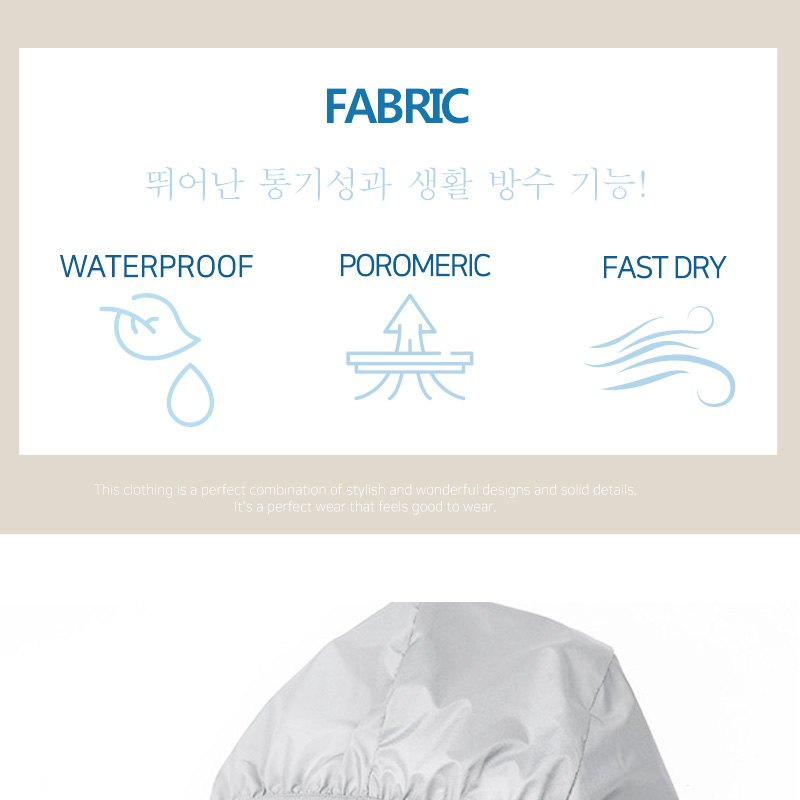 FABRIC
뛰어난 통기성과 생활 방수 기능!
WATERPROOF
POROMERIC
FAST DRY
This clothing is a perfect combination of stylish and wonderful designs and solid details.
It's a perfect wear that feels good to wear.